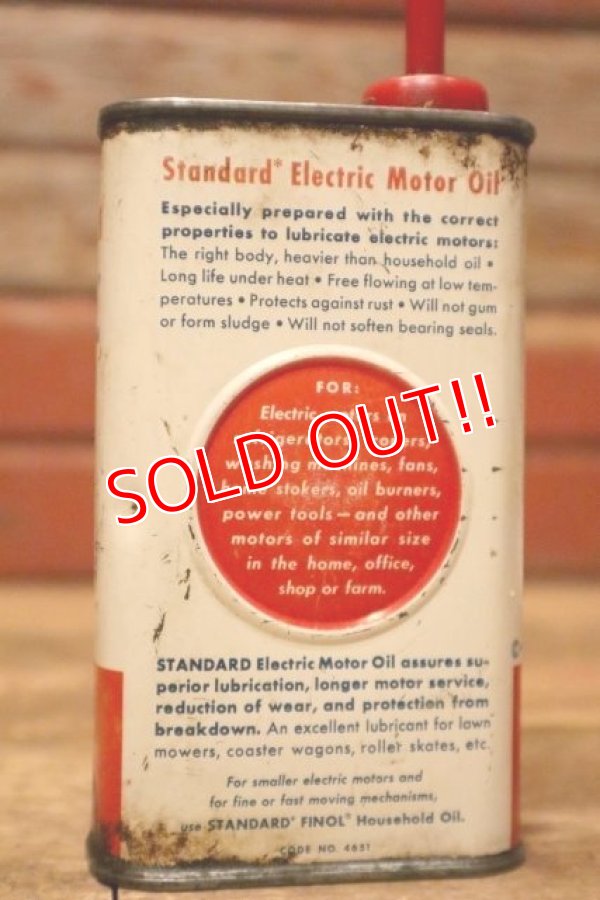 Standard* Electric Motor Oil
Especially prepared with the correct
properties to lubricate electric motors:
The right body, heavier than household oil •
Long life under heat • Free flowing at low tem-
peratures • Protects against rust • Will not gum
or form sludge • Will not soften bearing seals.
FOR:
Electric
washing machines, fans,
stokers, oil burners,
power tools—and other
motors of similar size
in the home, office,
shop or farm.
SOLD OUT!!
STANDARD Electric Motor Oil assures su-
perior lubrication, longer motor service,
reduction of wear, and protection from
breakdown. An excellent lubricant for lawn
mowers, coaster wagons, roller skates, etc.
For smaller electric motors and
for fine or fast moving mechanisms,
use STANDARD* FINOL* Household Oil.
CODE NO. 4651